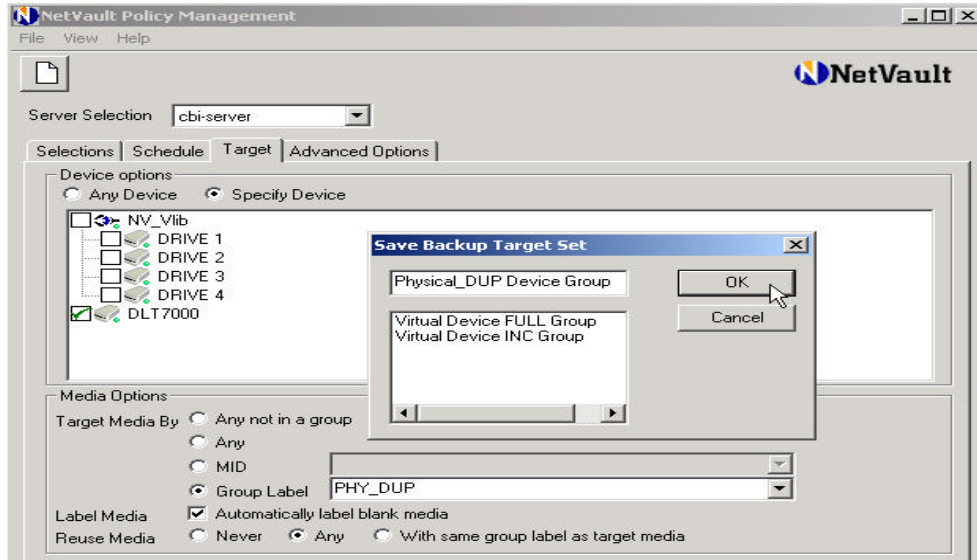 NetVault Policy Management
File View Help
NetVault
Server Selection cbi-server
Selections Schedule Target Advanced Options
Device options
Any Device Specify Device
NV_Vlib
DRIVE 1
DRIVE 2
DRIVE 3
DRIVE 4
DLT7000
Save Backup Target Set
Physical_DUP Device Group
OK
Virtual Device FULL Group
Virtual Device INC Group
Cancel
Media Options
Target Media By Any not in a group
Any
MID
Group Label PHY_DUP
Label Media Automatically label blank media
Reuse Media Never Any With same group label as target media